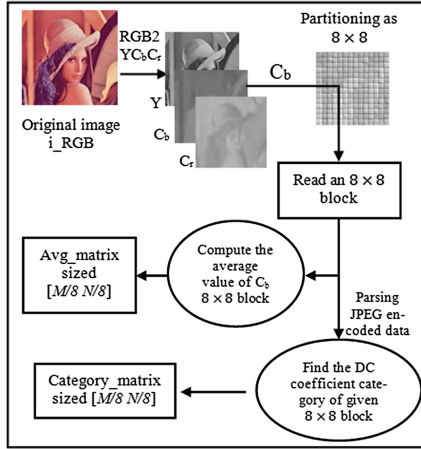 RGB2
YCbCr
Partitioning as
8 × 8
Cb
Y
Cb
Cr
Original image
i_RGB
Read an 8 × 8
block
Compute the
average
value of Cb
8 × 8 block
Avg_matrix
sized
[M/8 N/8]
Parsing
JPEG en-
coded data
Find the DC
coefficient cate-
gory of given
8 × 8 block
Category_matrix
sized [M/8 N/8]